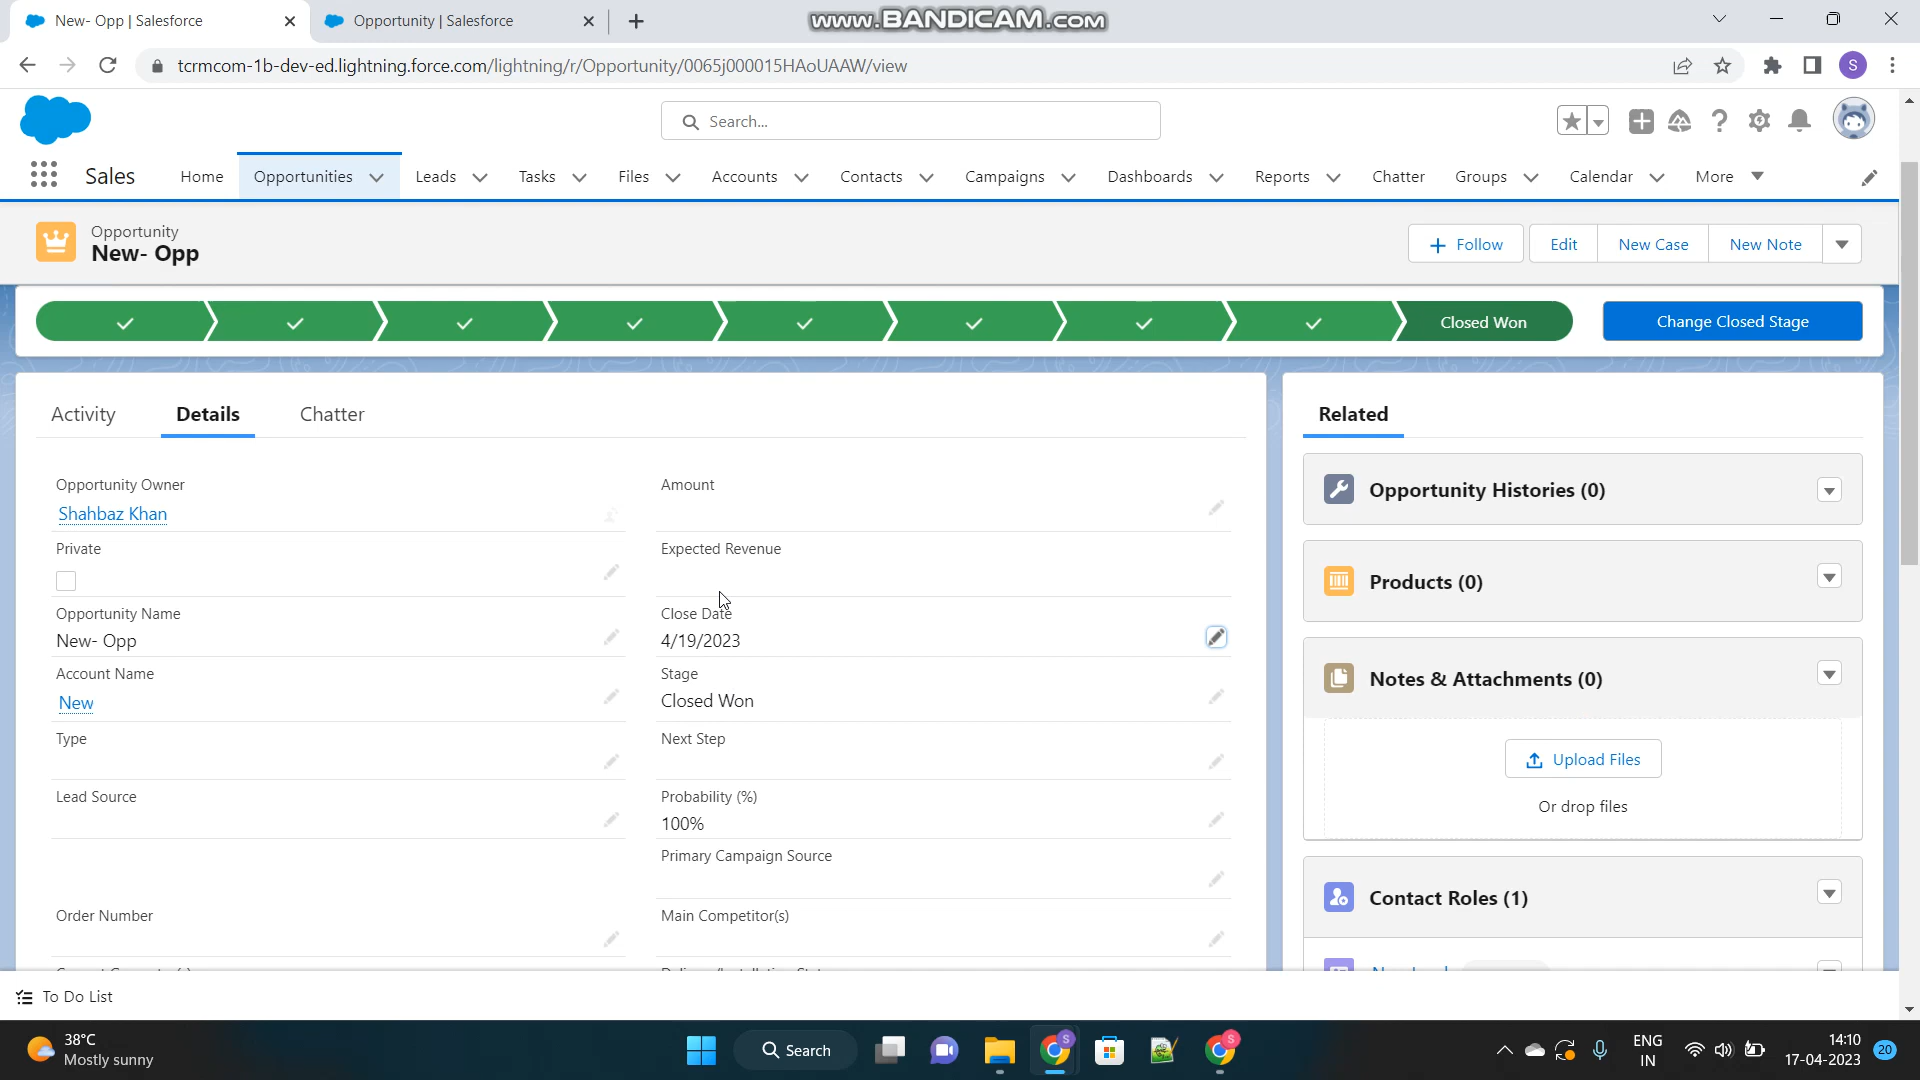 New- Opp | Salesforce
Opportunity | Salesforce
www.BANDICAM.com
tcrmcom-1b-dev-ed.lightning.force.com/lightning/r/Opportunity/0065j000015HAoUAAW/view
S
Search...
Sales
Home
Opportunities
Leads
Tasks
Files
Accounts
Contacts
Campaigns
Dashboards
Reports
Chatter
Groups
Calendar
More
Opportunity
New- Opp
Follow
Edit
New Case
New Note
Closed Won
Change Closed Stage
Activity
Details
Chatter
Related
Opportunity Owner
Shahbaz Khan
Amount
Private
Expected Revenue
Opportunity Name
New- Opp
Close Date
4/19/2023
Account Name
New
Stage
Closed Won
Type
Next Step
Lead Source
Probability (%)
100%
Primary Campaign Source
Order Number
Main Competitor(s)
Opportunity Histories (0)
Products (0)
Notes & Attachments (0)
Upload Files
Or drop files
Contact Roles (1)
To Do List
38°C
Mostly sunny
Search
S
S
ENG
IN
14:10
17-04-2023
20